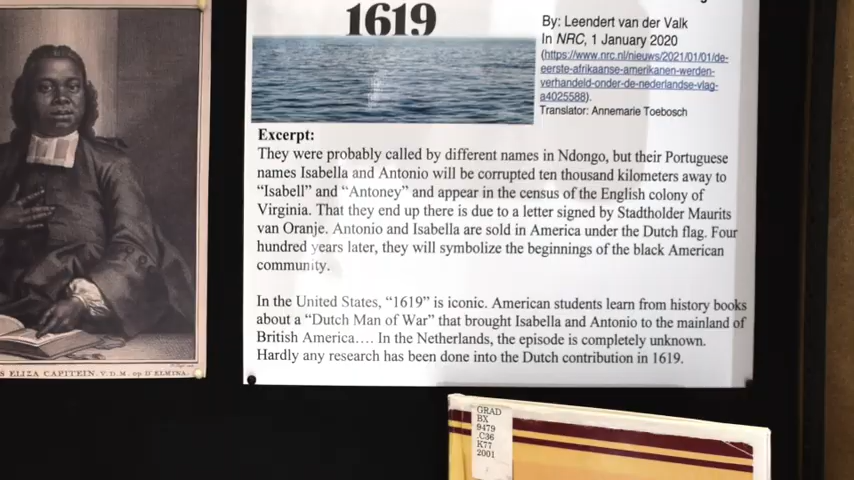 1619
By: Leendert van der Valk
In NRC, 1 January 2020
(https://www.nrc.nl/nieuws/2021/01/01/de-
eerste-afrikaanse-amerikanen-werden-
verhandeld-onder-de-nederlandse-vlag-
a4025588).
Translator: Annemarie Toebosch
Excerpt:
They were probably called by different names in Ndongo, but their Portuguese
names Isabella and Antonio will be corrupted ten thousand kilometers away to
“Isabell” and “Antoney” and appear in the census of the English colony of
Virginia. That they end up there is due to a letter signed by Stadtholder Maurits
van Oranje. Antonio and Isabella are sold in America under the Dutch flag. Four
hundred years later, they will symbolize the beginnings of the black American
community.
In the United States, “1619” is iconic. American students learn from history books
about a “Dutch Man of War” that brought Isabella and Antonio to the mainland of
British America…. In the Netherlands, the episode is completely unknown.
Hardly any research has been done into the Dutch contribution in 1619.
S ELIZA CAPITEIN. V.D.M. op D'ELMINA.
GRAD
BX
9479
.C36
K77
2001